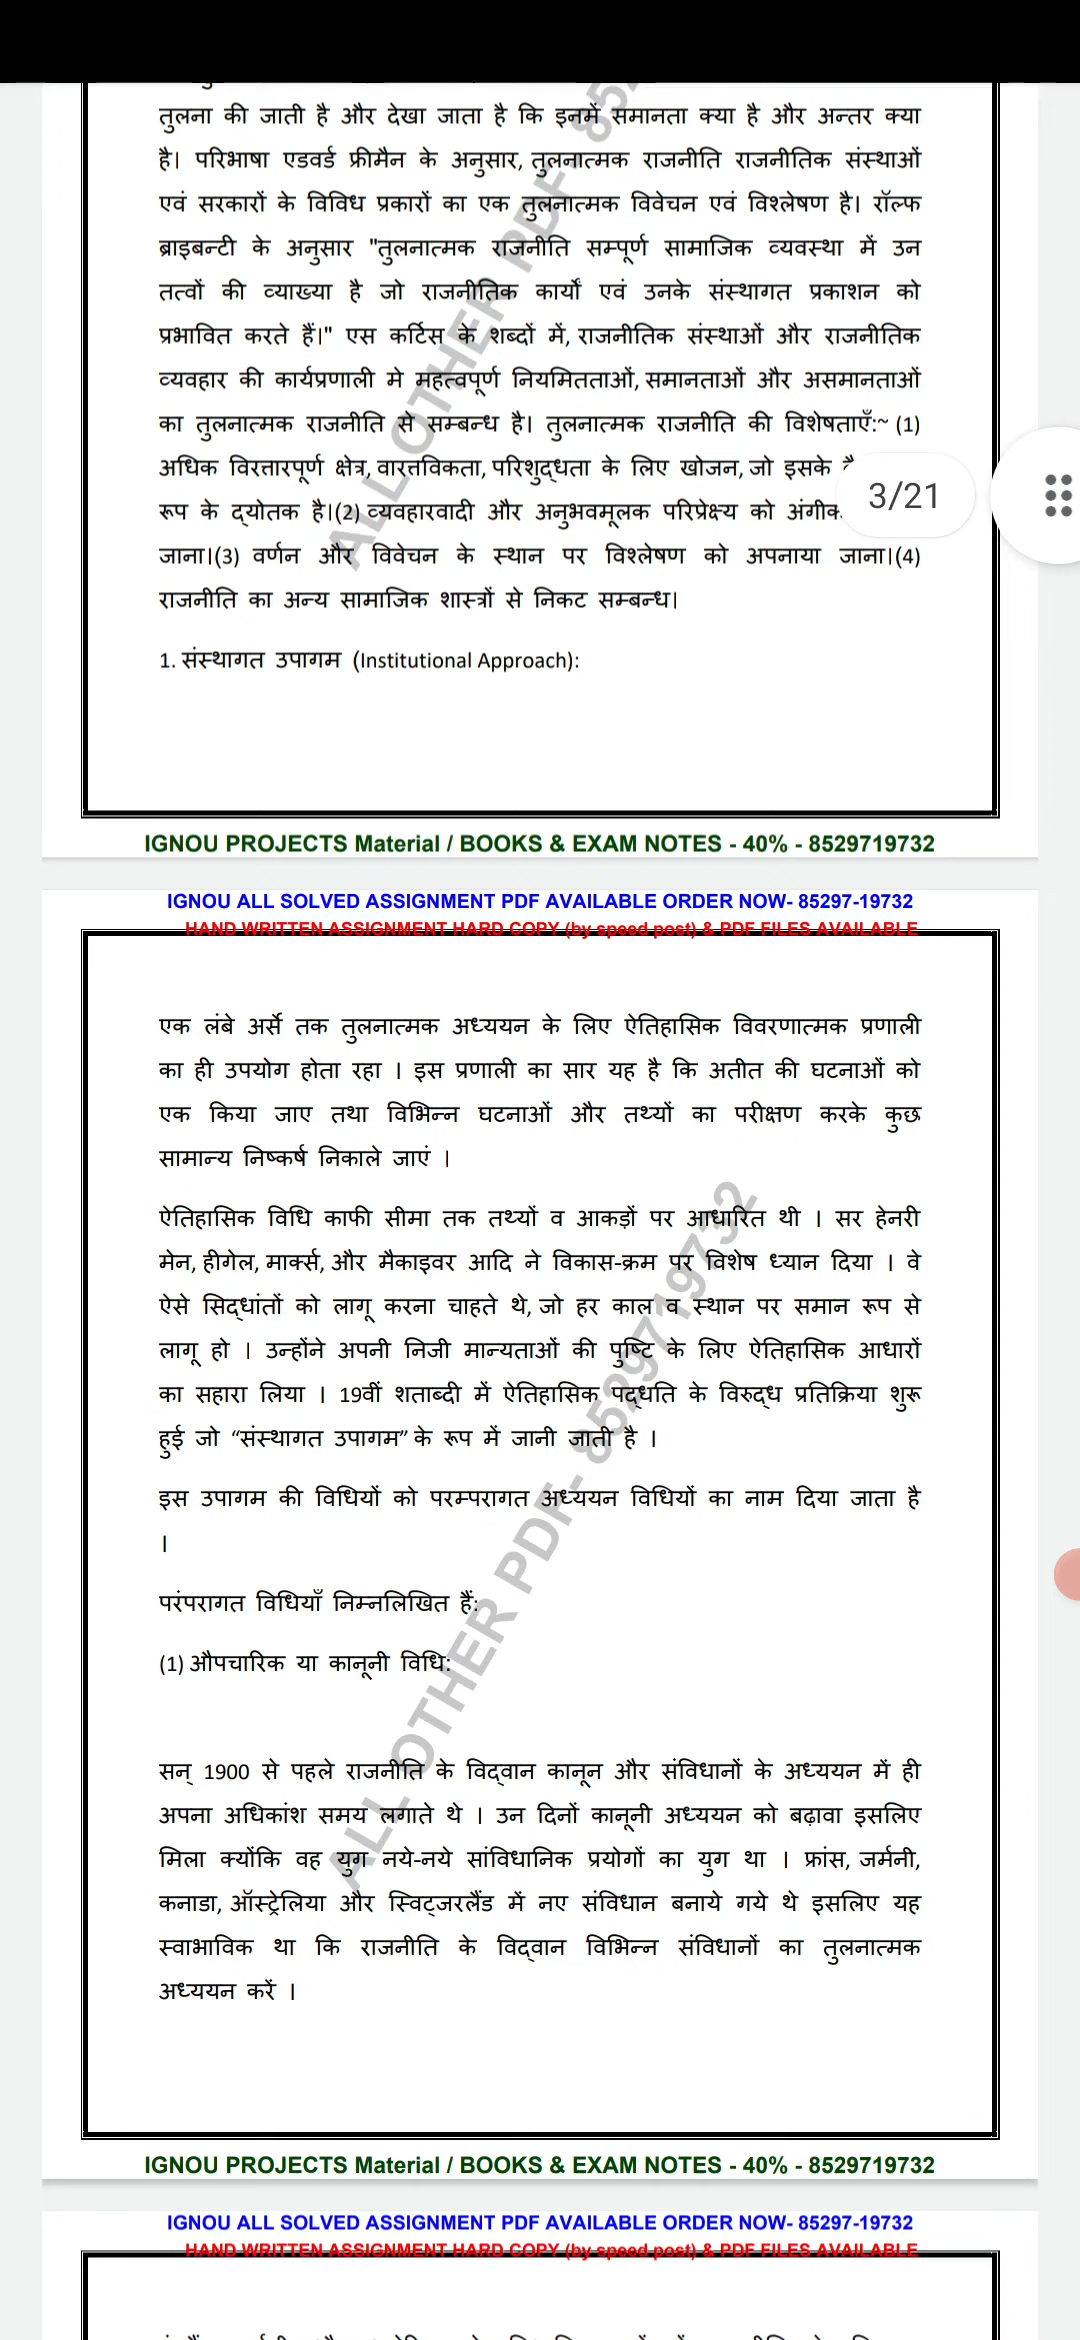 तुलना की जाती है और देखा जाता है कि इनमें समानता क्या है और अन्तर क्या
है। परिभाषा एडवर्ड फ्रीमैन के अनुसार, तुलनात्मक राजनीति राजनीतिक संस्थाओं
एवं सरकारों के विविध प्रकारों का एक तुलनात्मक विवेचन एवं विश्लेषण है। रॉल्फ
ब्राइबन्टी के अनुसार "तुलनात्मक राजनीति सम्पूर्ण सामाजिक व्यवस्था में उन
तत्वों की व्याख्या है जो राजनीतिक कार्यों एवं उनके संस्थागत प्रकाशन को
प्रभावित करते हैं।" एस कर्टिस के शब्दों में, राजनीतिक संस्थाओं और राजनीतिक
व्यवहार की कार्यप्रणाली मे महत्वपूर्ण नियमितताओं, समानताओं और असमानताओं
का तुलनात्मक राजनीति से सम्बन्ध है। तुलनात्मक राजनीति की विशेषताएँ:~ (1)
अधिक विरत्तारपूर्ण क्षेत्र, वारत्तविकता, परिशुद्धता के लिए खोजन, जो इसके
3/21
रूप के द्योतक है।(2) व्यवहारवादी और अनुभवमूलक परिप्रेक्ष्य को
जाना।(3) वर्णन और विवेचन के स्थान पर विश्लेषण को अपनाया जाना।(4)
राजनीति का अन्य सामाजिक शास्त्रों से निकट सम्बन्ध।
1. संस्थागत उपागम (Institutional Approach):
IGNOU PROJECTS Material / BOOKS & EXAM NOTES - 40% - 8529719732
IGNOU ALL SOLVED ASSIGNMENT PDF AVAILABLE ORDER NOW- 85297-19732
HAND WRITTEN ASSIGNMENT HARD COPY (by speed post) & PDF FILES AVAILABLE
एक लंबे अर्से तक तुलनात्मक अध्ययन के लिए ऐतिहासिक विवरणात्मक प्रणाली
का ही उपयोग होता रहा । इस प्रणाली का सार यह है कि अतीत की घटनाओं को
एक किया जाए तथा विभिन्न घटनाओं और तथ्यों का परीक्षण करके कुछ
सामान्य निष्कर्ष निकाले जाएं ।
ऐतिहासिक विधि काफी सीमा तक तथ्यों व आकड़ों पर आधारित थी । सर हेनरी
मेन, हीगेल, मार्क्स, और मैकाइवर आदि ने विकास-क्रम पर विशेष ध्यान दिया । वे
ऐसे सिद्धांतों को लागू करना चाहते थे, जो हर काल व स्थान पर समान रूप से
लागू हो । उन्होंने अपनी निजी मान्यताओं की पुष्टि के लिए ऐतिहासिक आधारों
का सहारा लिया । 19वीं शताब्दी में ऐतिहासिक पद्धति के विरुद्ध प्रतिक्रिया शुरू
हुई जो “संस्थागत उपागम” के रूप में जानी जाती है ।
इस उपागम की विधियों को परम्परागत अध्ययन विधियों का नाम दिया जाता है
।
परंपरागत विधियाँ निम्नलिखित हैं:
(1) औपचारिक या कानूनी विधि:
सन् 1900 से पहले राजनीति के विद्वान कानून और संविधानों के अध्ययन में ही
अपना अधिकांश समय लगाते थे । उन दिनों कानूनी अध्ययन को बढ़ावा इसलिए
मिला क्योंकि वह युग नये-नये सांविधानिक प्रयोगों का युग था । फ्रांस, जर्मनी,
कनाडा, ऑस्ट्रेलिया और स्विट्जरलैंड में नए संविधान बनाये गये थे इसलिए यह
स्वाभाविक था कि राजनीति के विद्वान विभिन्न संविधानों का तुलनात्मक
अध्ययन करें ।
ALL OTHER PDF- 8529719732
IGNOU PROJECTS Material / BOOKS & EXAM NOTES - 40% - 8529719732
IGNOU ALL SOLVED ASSIGNMENT PDF AVAILABLE ORDER NOW- 85297-19732
HAND WRITTEN ASSIGNMENT HARD COPY (by speed post) & PDF FILES AVAILABLE